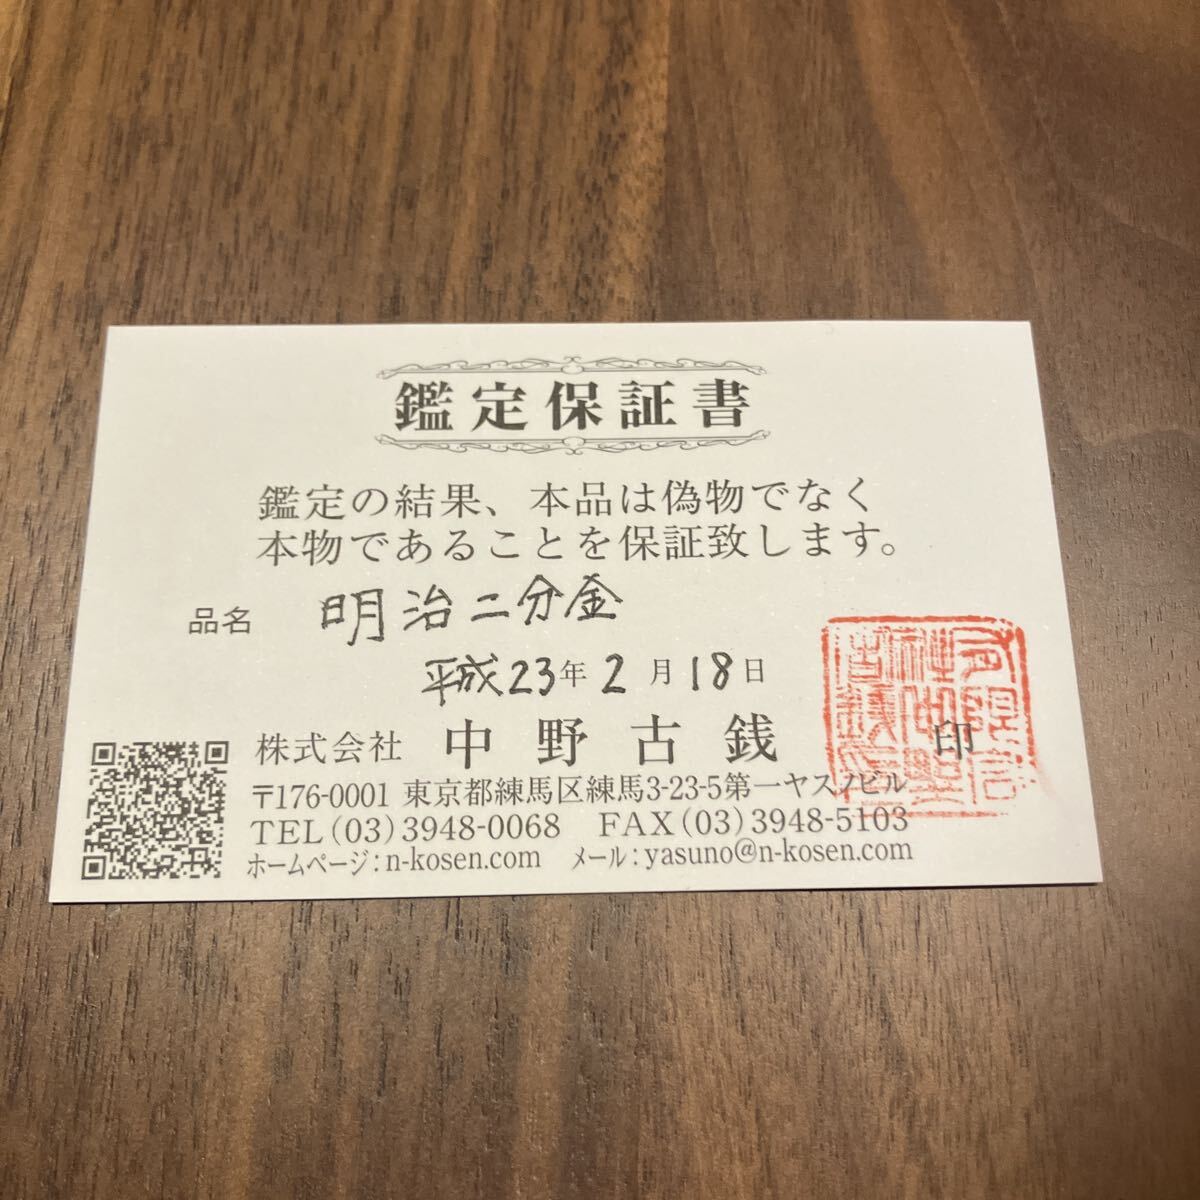 鑑定保証書
鑑定の結果、本品は偽物でなく
本物であることを保証致します。
品名 明治二分金
平成23年2月18日
株式会社 中野古銭 印
〒176-0001 東京都練馬区練馬3-23-5第一ヤスノビル
TEL(03)3948-0068 FAX(03)3948-5103
ホームページ:n-kosen.com メール:yasuno@n-kosen.com